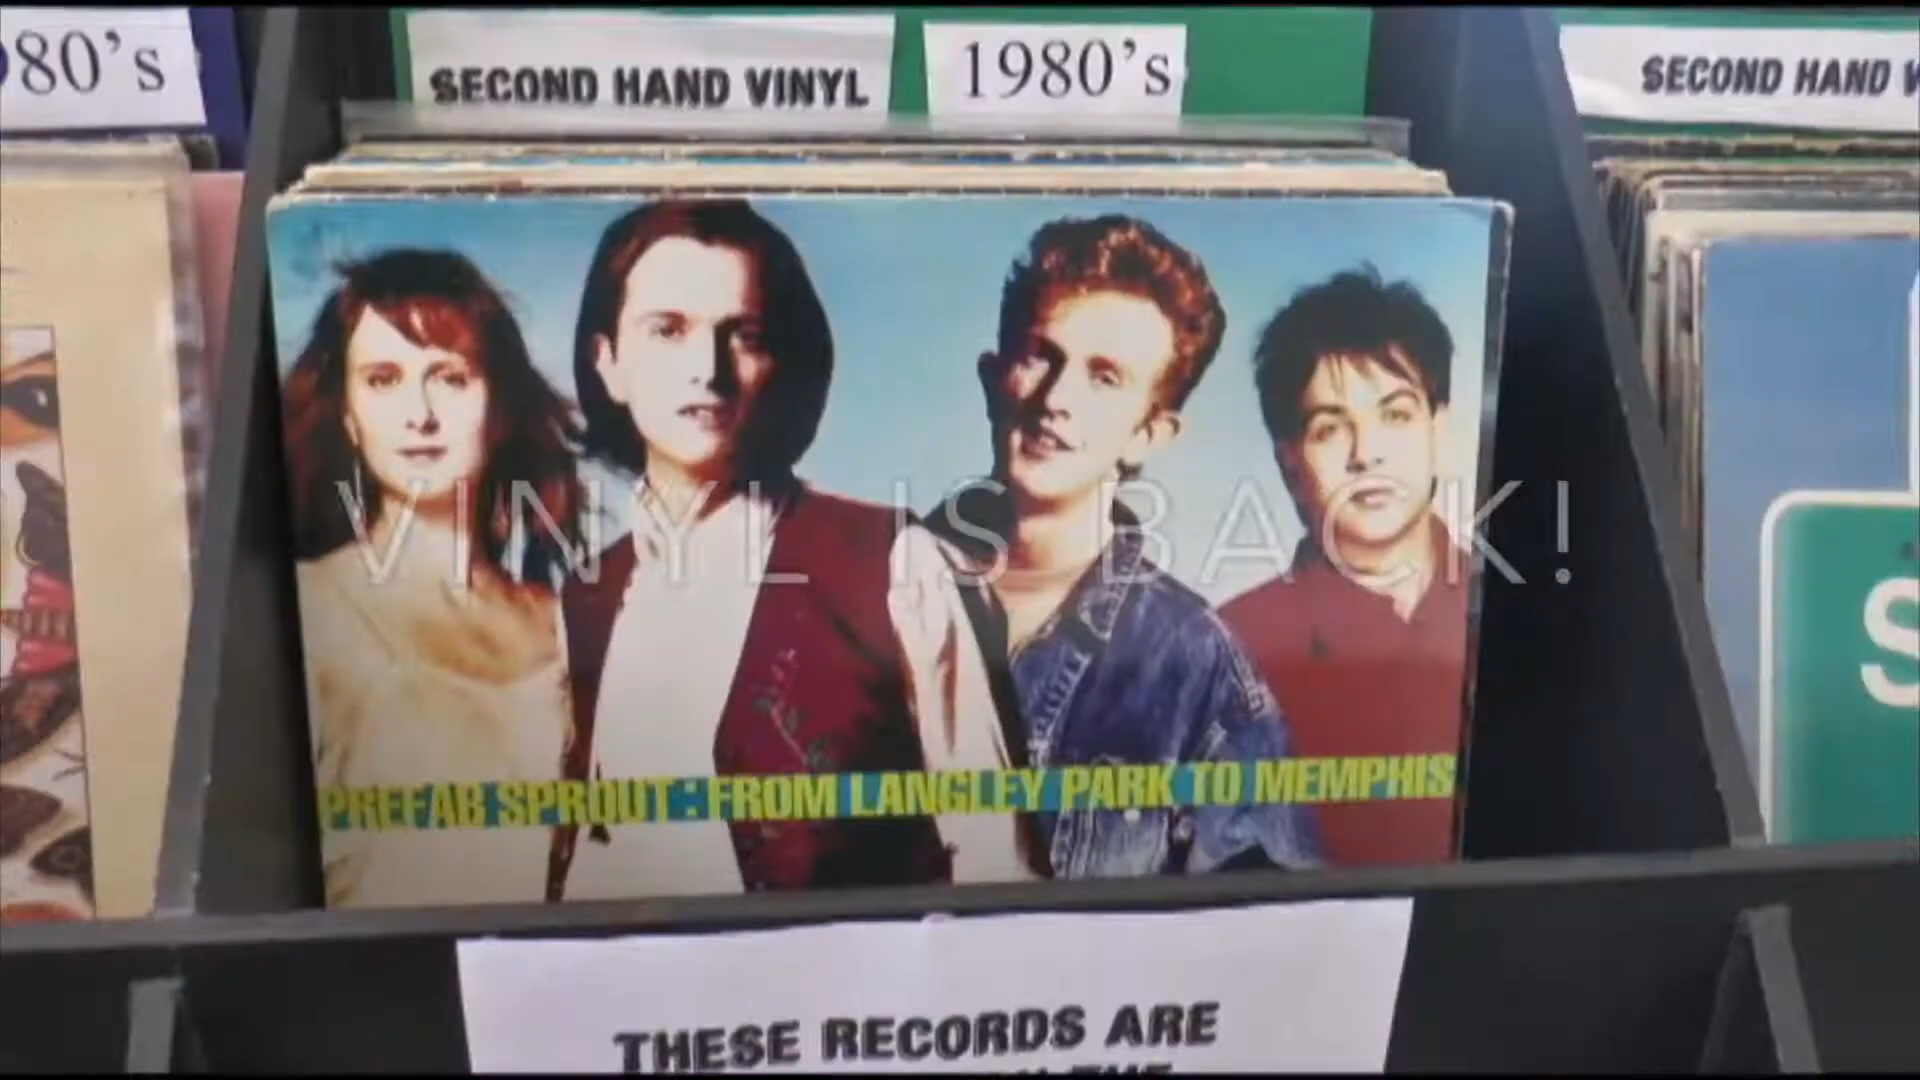 80's
SECOND HAND VINYL
1980's
SECOND HAND
VINYL IS BACK!
PREFAB SPROUT: FROM LANGLEY PARK TO MEMPHIS
S
THESE RECORDS ARE